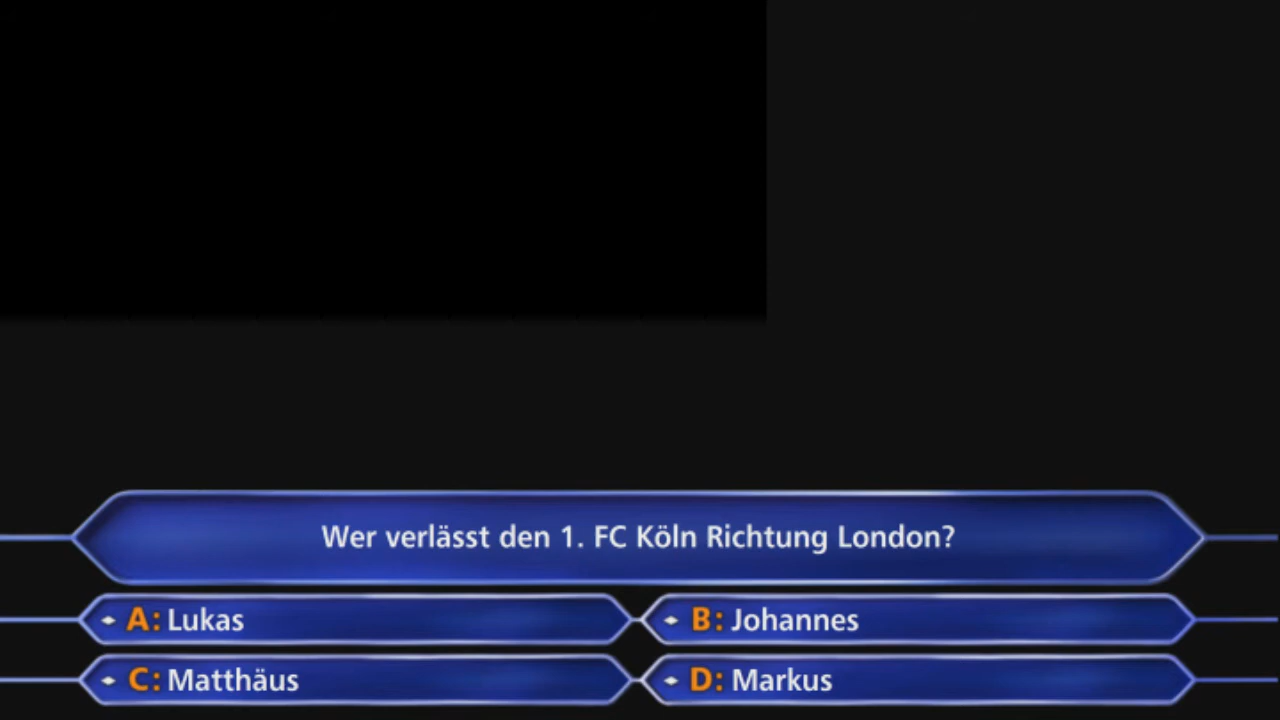 Wer verlässt den 1. FC Köln Richtung London?
A: Lukas
B: Johannes
C: Matthäus
D: Markus